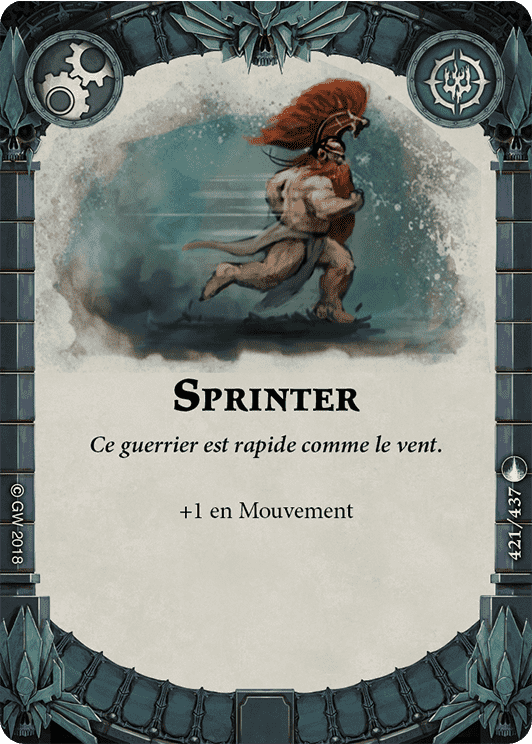 Sprinter
Ce guerrier est rapide comme le vent.
+1 en Mouvement
© GW 2018
421/437